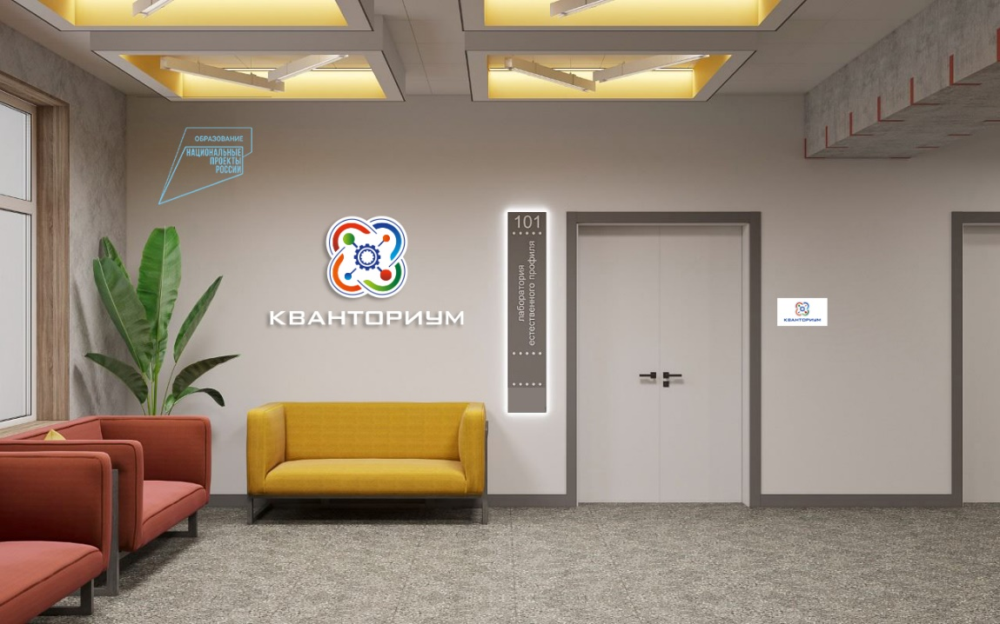 ОБРАЗОВАНИЕ
НАЦИОНАЛЬНЫЕ
ПРОЕКТЫ
РОССИИ
КВАНТОРИУМ
101
лаборатория
естественного профиля
КВАНТОРИУМ